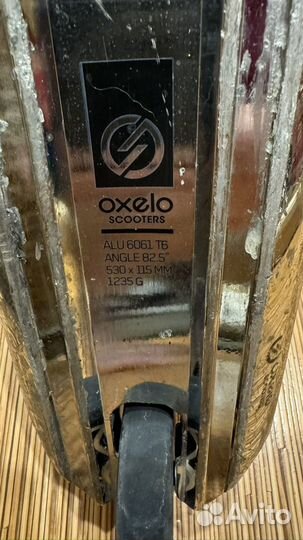 oxelo
SCOOTERS
ALU 6061 T6
ANGLE 82.5°
530 x 115 MM
1235 G
Avito